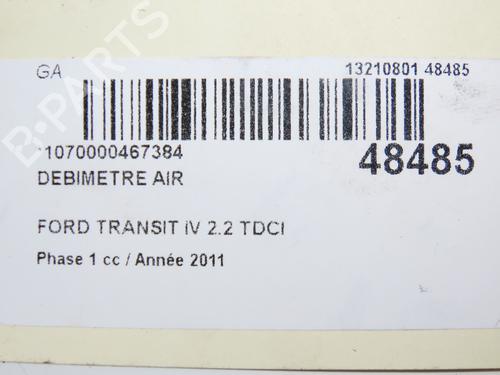 GA 13210801 48485
1070000467384
48485
DEBIMETRE AIR
FORD TRANSIT IV 2.2 TDCI
Phase 1 cc / Année 2011
B-PARTS